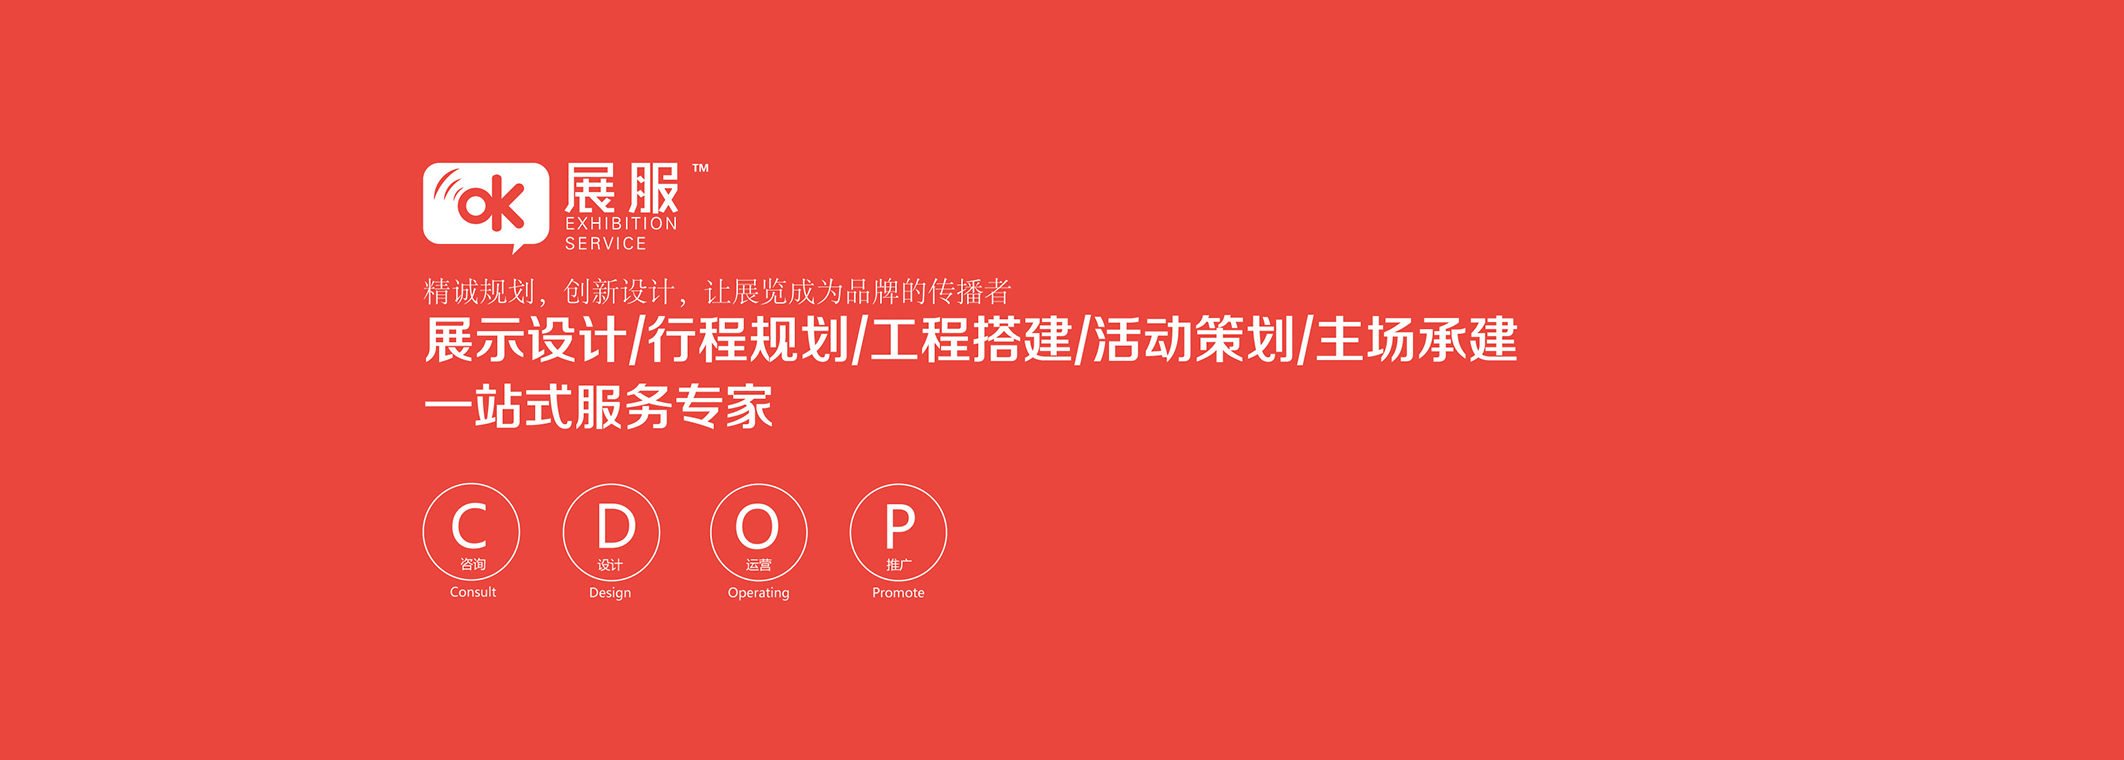 ok 展服 ™
EXHIBITION
SERVICE
精诚规划，创新设计，让展览成为品牌的传播者
展示设计/行程规划/工程搭建/活动策划/主场承建
一站式服务专家
C D O P
咨询 设计 运营 推广
Consult Design Operating Promote